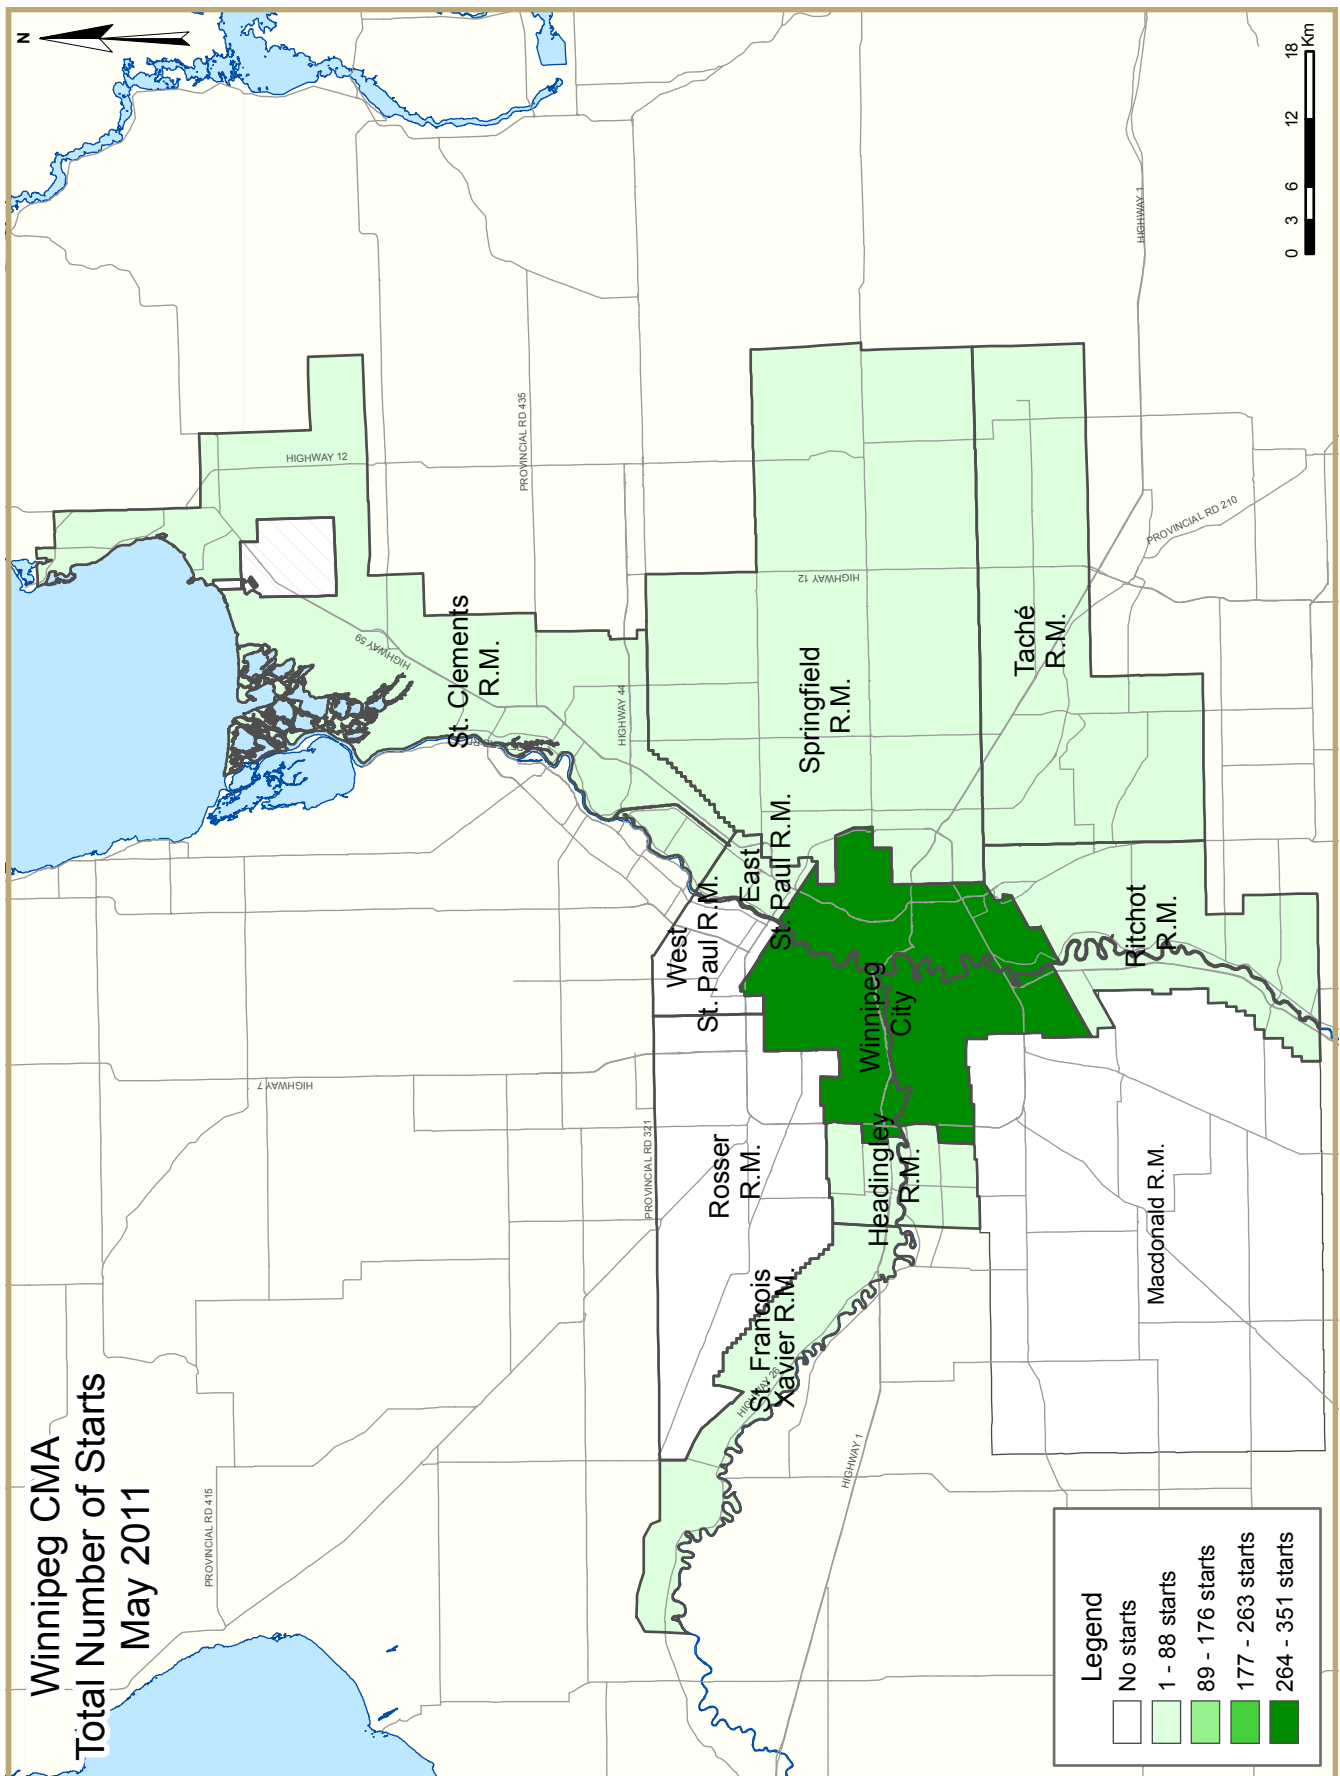 Winnipeg CMA
Total Number of Starts
May 2011
N
PROVINCIAL RD 415
HIGHWAY 7
HIGHWAY 12
PROVINCIAL RD 435
HIGHWAY 59
St. Clements
R.M.
HIGHWAY 44
PROVINCIAL RD 321
West
St. Paul R.M.
East
St. Paul R.M.
Rosser
R.M.
St. Francois
Xavier R.M.
HIGHWAY 26
Springfield
R.M.
HIGHWAY 12
Winnipeg
City
Headingley
R.M.
HIGHWAY 1
Taché
R.M.
HIGHWAY 1
PROVINCIAL RD 210
Ritchot
R.M.
Macdonald R.M.
Legend
No starts
1 - 88 starts
89 - 176 starts
177 - 263 starts
264 - 351 starts
0 3 6 12 18
Km